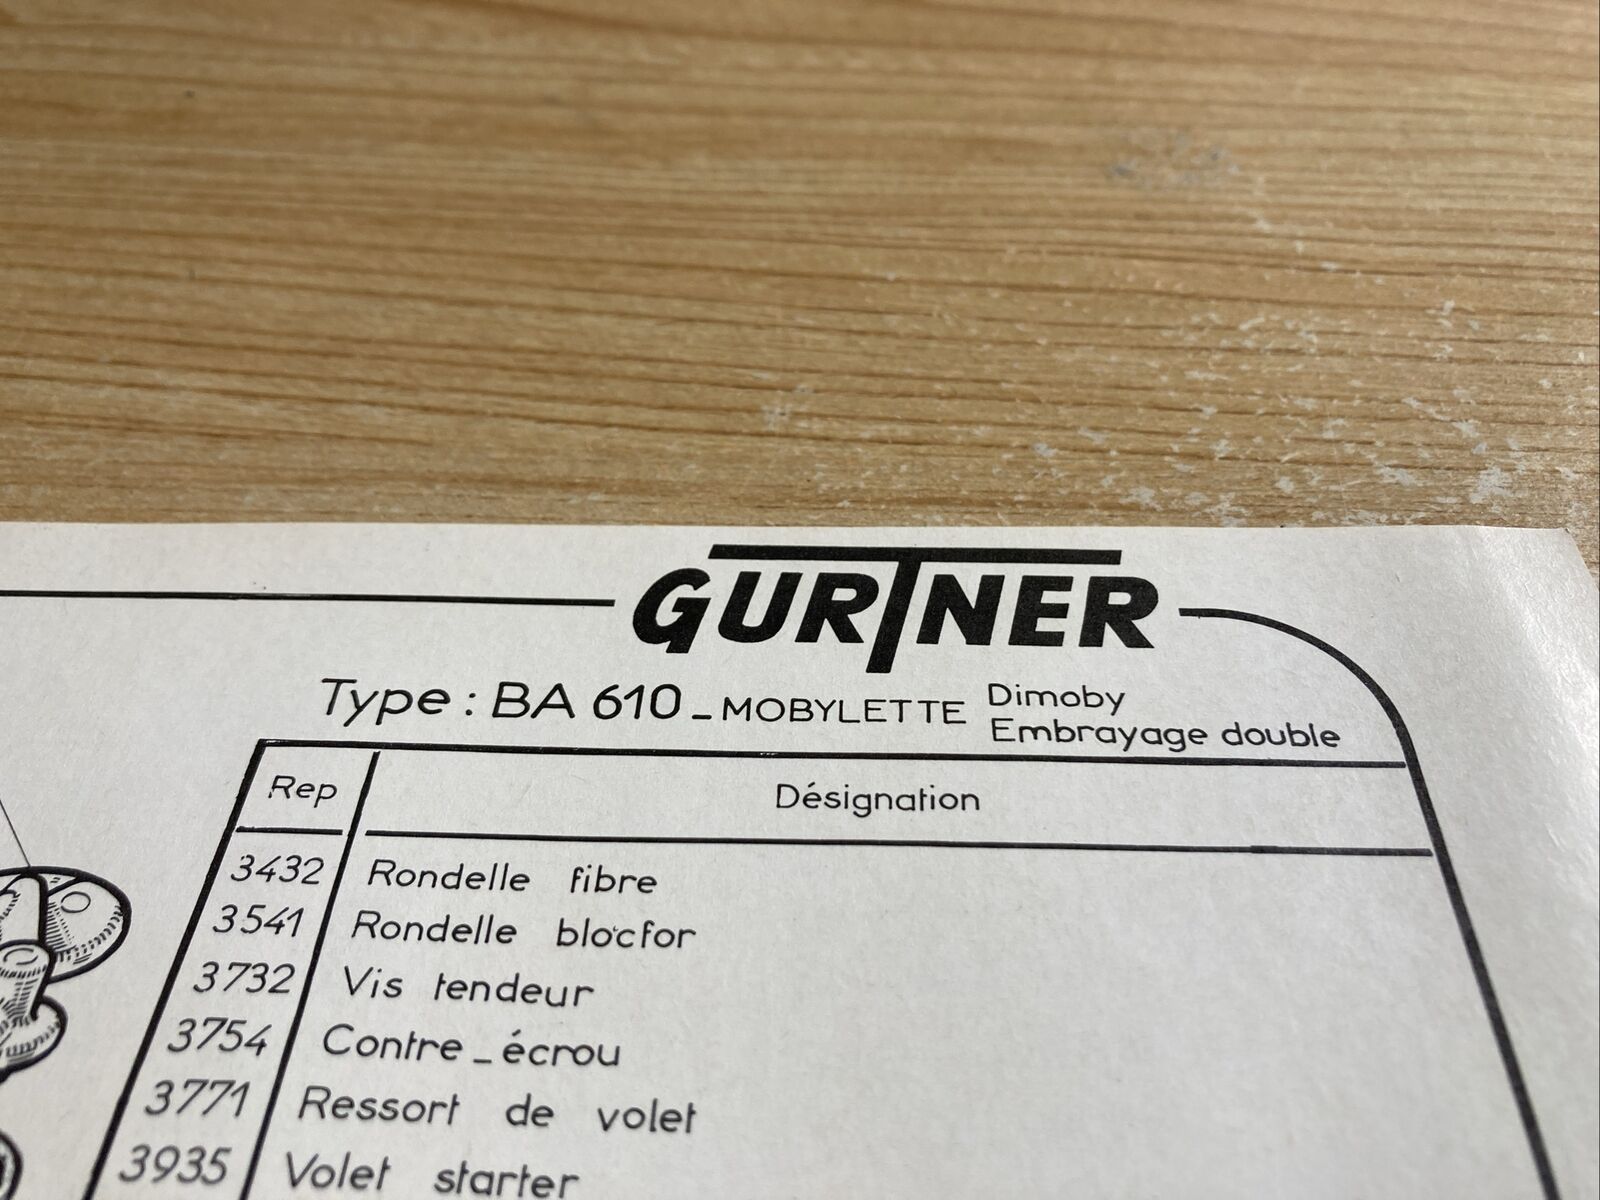 GURTNER
Type : BA 610 _ MOBYLETTE Dimoby
Embrayage double
Rep Désignation
3432 Rondelle fibre
3541 Rondelle blocfor
3732 Vis tendeur
3754 Contre _ écrou
3771 Ressort de volet
3935 Volet starter